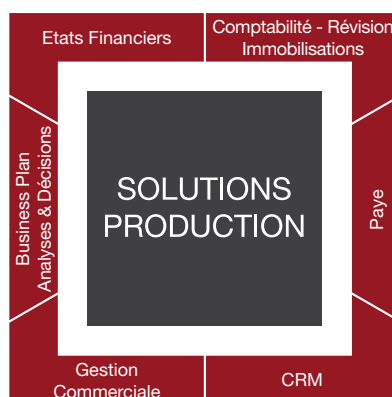 Etats Financiers
Comptabilité - Révision
Immobilisations
Business Plan
Analyses & Décisions
SOLUTIONS
PRODUCTION
Paye
Gestion
Commerciale
CRM